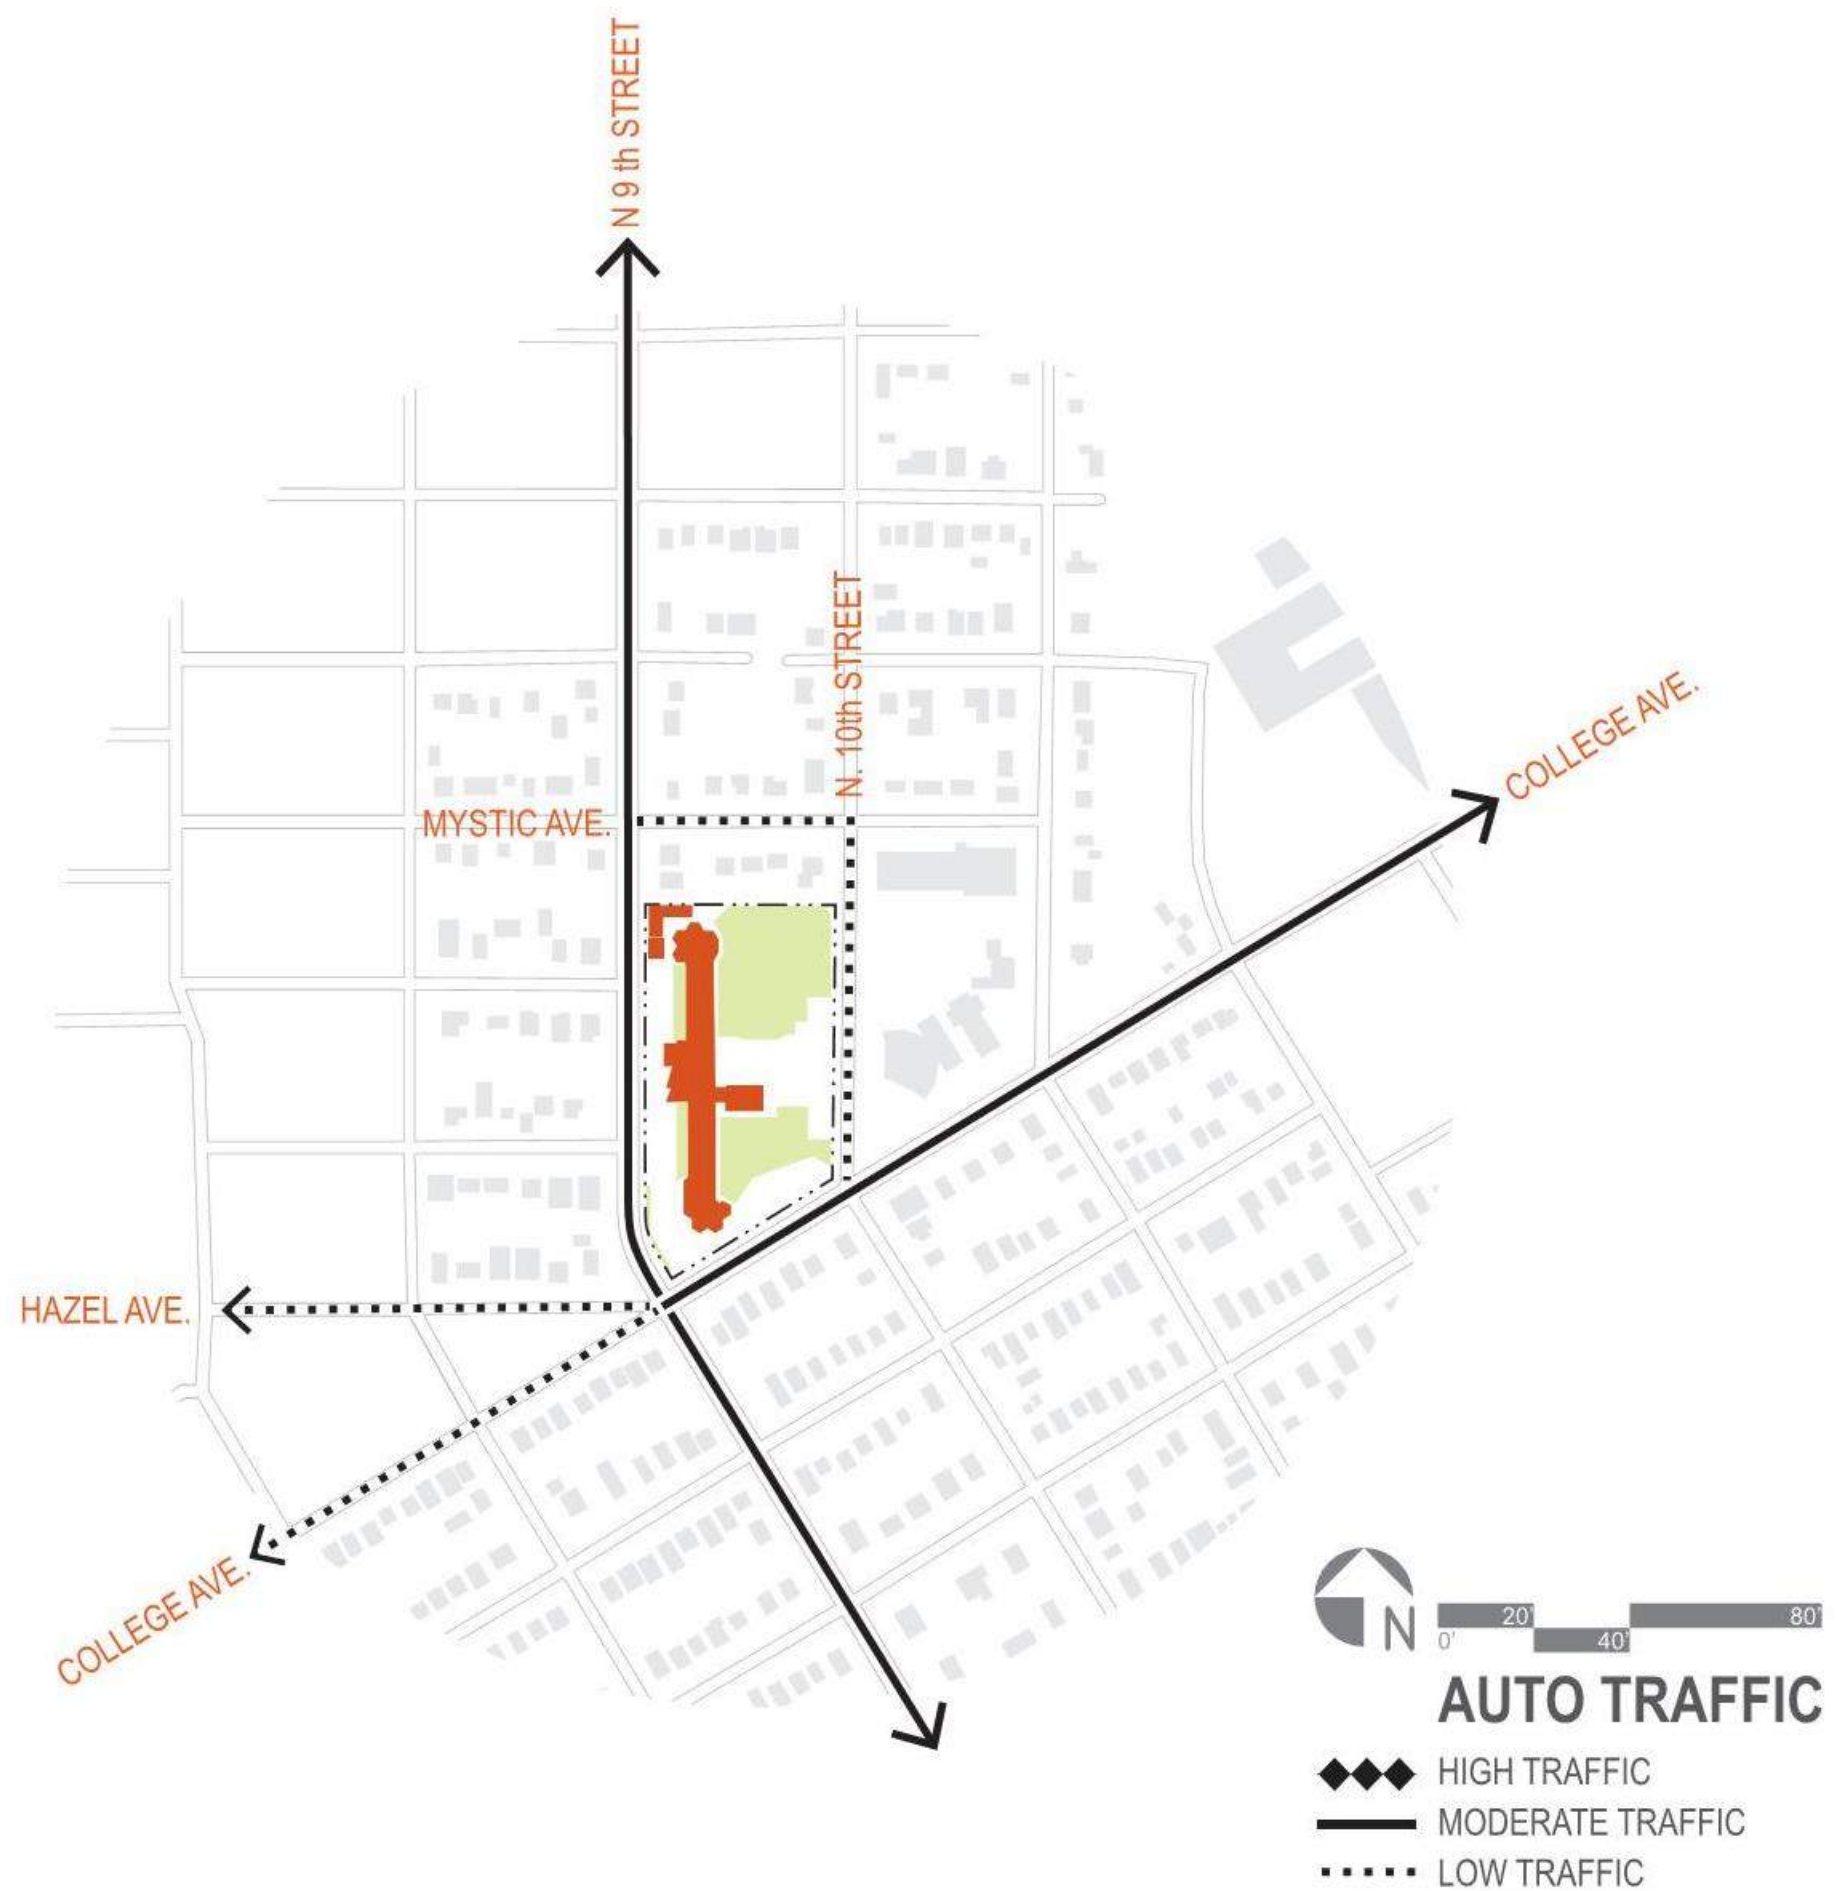 N 9 th STREET
N. 10th STREET
COLLEGE AVE.
MYSTIC AVE.
HAZEL AVE.
COLLEGE AVE.
N
20'
80'
0'
40'
AUTO TRAFFIC
HIGH TRAFFIC
MODERATE TRAFFIC
LOW TRAFFIC